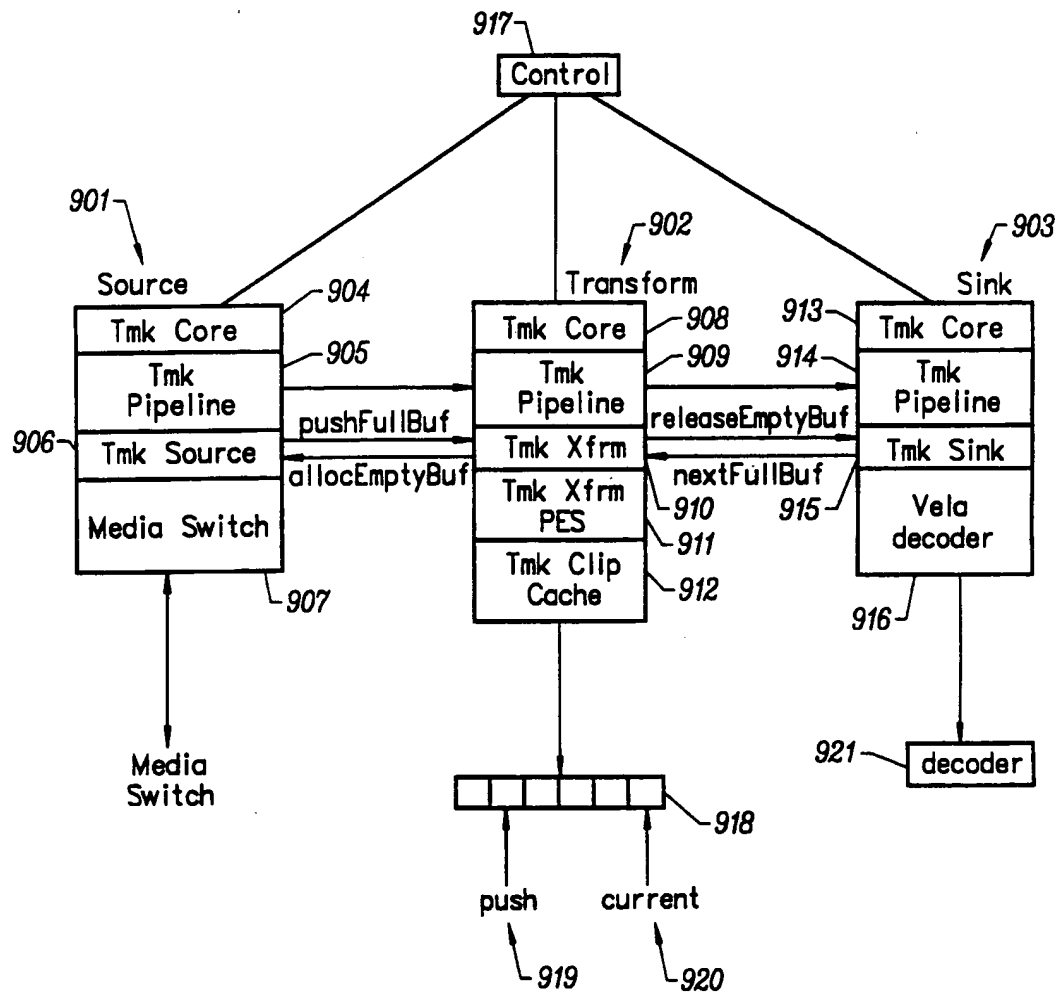 917
Control
901
902
903
Source
904
Transform
Sink
Tmk Core
905
Tmk Core
908
913
Tmk Core
Tmk
Pipeline
Tmk
Pipeline
909
914
Tmk
Pipeline
pushFullBuf
releaseEmptyBuf
906
Tmk Source
Tmk Xfrm
Tmk Sink
allocEmptyBuf
nextFullBuf
Media Switch
Tmk Xfrm
PES
910
915
Vela
decoder
911
907
Tmk Clip
Cache
912
916
Media
Switch
921
decoder
918
push
current
919
920